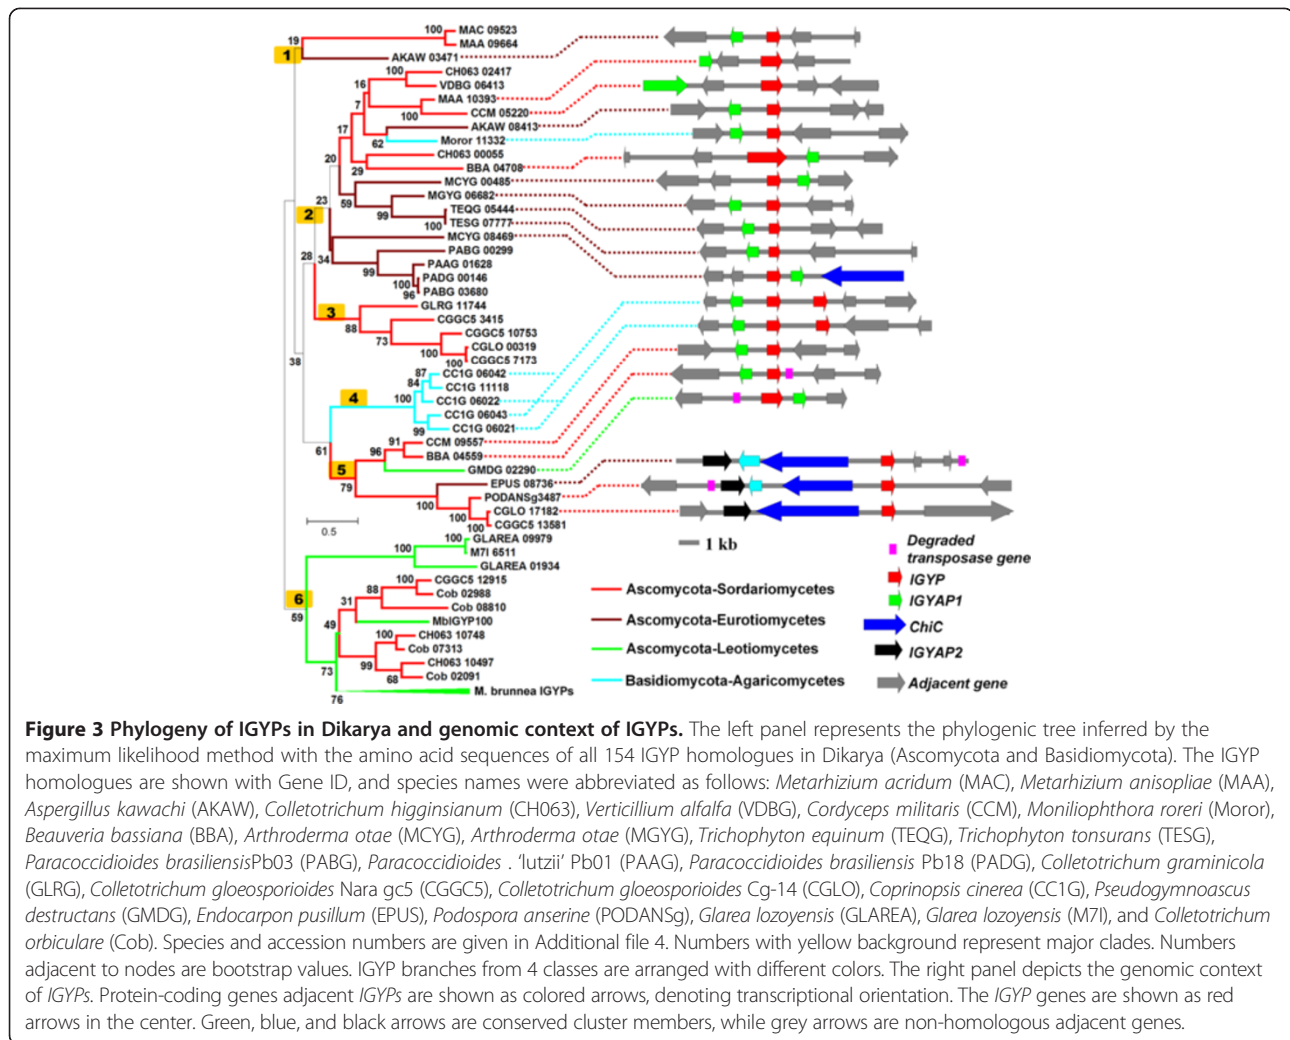 MAC 09523
100
19
MAA 09664
1
AKAW 03471
CH063 02417
100
16
VDBG 06413
MAA 10393
7
100
CCM 05220
AKAW 08413
17
62
Moror 11332
CH063 00055
20
29
BBA 04708
MCYG 00485
MGYG 06682
23
59
TEQG 05444
2
99
100
TESG 07777
MCYG 08469
PABG 00299
28
34
PAAG 01628
99
PADG 00146
100
96
PABG 03680
GLRG 11744
3
CGGC5 3415
88
CGGC5 10753
73
CGLO 00319
100
38
100
CGGC5 7173
87
CC1G 06042
84
CC1G 11118
4
100
CC1G 06022
CC1G 06043
99
CC1G 06021
91
CCM 09557
61
96
BBA 04559
5
GMDG 02290
79
EPUS 08736
PODANSg3487
100
CGLO 17182
100
0.5
100
CGGC5 13581
GLAREA 09979
100
100
M7I 6511
GLAREA 01934
CGGC5 12915
100
88
Cob 02988
6
31
Cob 08810
59
MbIGYP100
49
100
CH063 10748
Cob 07313
99
CH063 10497
73
68
Cob 02091
76
M. brunnea IGYPs
1 kb
Degraded
transposase gene
IGYP
IGYAP1
ChiC
IGYAP2
Adjacent gene
Ascomycota-Sordariomycetes
Ascomycota-Eurotiomycetes
Ascomycota-Leotiomycetes
Basidiomycota-Agaricomycetes
Figure 3 Phylogeny of IGYPs in Dikarya and genomic context of IGYPs. The left panel represents the phylogenic tree inferred by the
maximum likelihood method with the amino acid sequences of all 154 IGYP homologues in Dikarya (Ascomycota and Basidiomycota). The IGYP
homologues are shown with Gene ID, and species names were abbreviated as follows: Metarhizium acridum (MAC), Metarhizium anisopliae (MAA),
Aspergillus kawachi (AKAW), Colletotrichum higginsianum (CH063), Verticillium alfalfa (VDBG), Cordyceps militaris (CCM), Moniliophthora roreri (Moror),
Beauveria bassiana (BBA), Arthroderma otae (MCYG), Arthroderma otae (MGYG), Trichophyton equinum (TEQG), Trichophyton tonsurans (TESG),
Paracoccidioides brasiliensisPb03 (PABG), Paracoccidioides . ‘lutzii’ Pb01 (PAAG), Paracoccidioides brasiliensis Pb18 (PADG), Colletotrichum graminicola
(GLRG), Colletotrichum gloeosporioides Nara gc5 (CGGC5), Colletotrichum gloeosporioides Cg-14 (CGLO), Coprinopsis cinerea (CC1G), Pseudogymnoascus
destructans (GMDG), Endocarpon pusillum (EPUS), Podospora anserine (PODANSg), Glarea lozoyensis (GLAREA), Glarea lozoyensis (M7I), and Colletotrichum
orbiculare (Cob). Species and accession numbers are given in Additional file 4. Numbers with yellow background represent major clades. Numbers
adjacent to nodes are bootstrap values. IGYP branches from 4 classes are arranged with different colors. The right panel depicts the genomic context
of IGYPs. Protein-coding genes adjacent IGYPs are shown as colored arrows, denoting transcriptional orientation. The IGYP genes are shown as red
arrows in the center. Green, blue, and black arrows are conserved cluster members, while grey arrows are non-homologous adjacent genes.